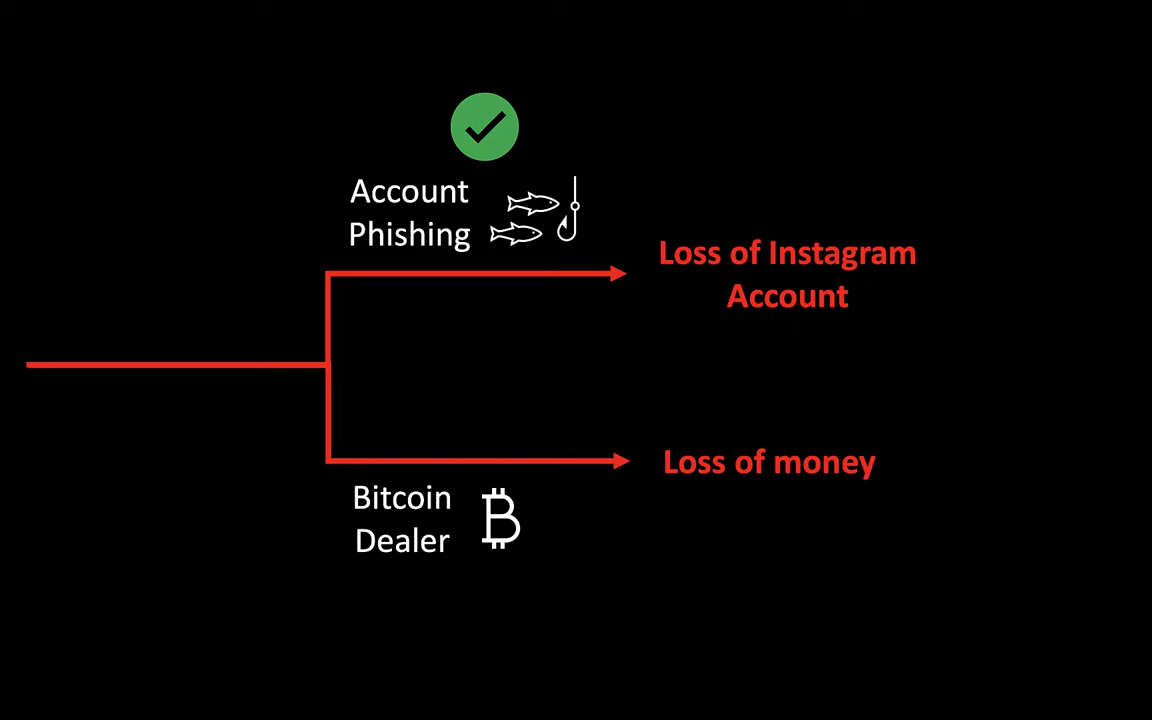 Account
Phishing
Loss of Instagram
Account
Loss of money
Bitcoin
Dealer